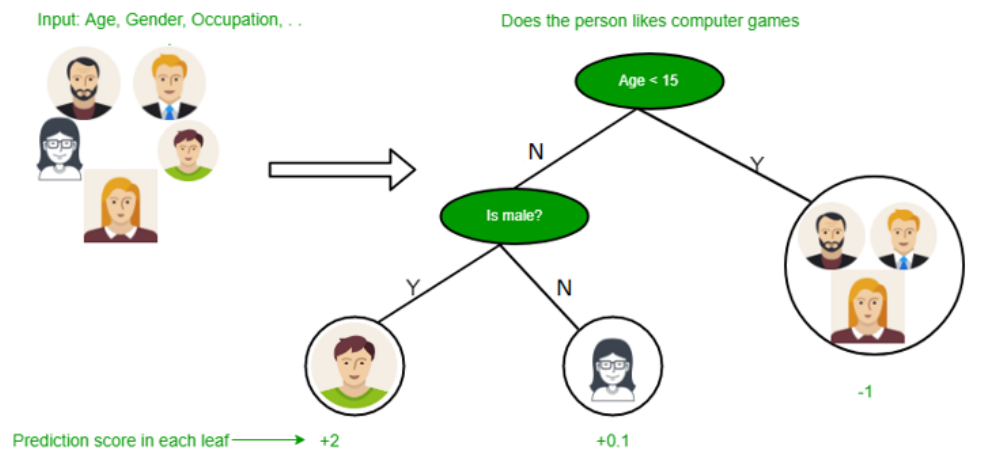 Input: Age, Gender, Occupation, . .
Does the person likes computer games
Age < 15
N
Y
Is male?
Y
N
-1
Prediction score in each leaf
+2
+0.1